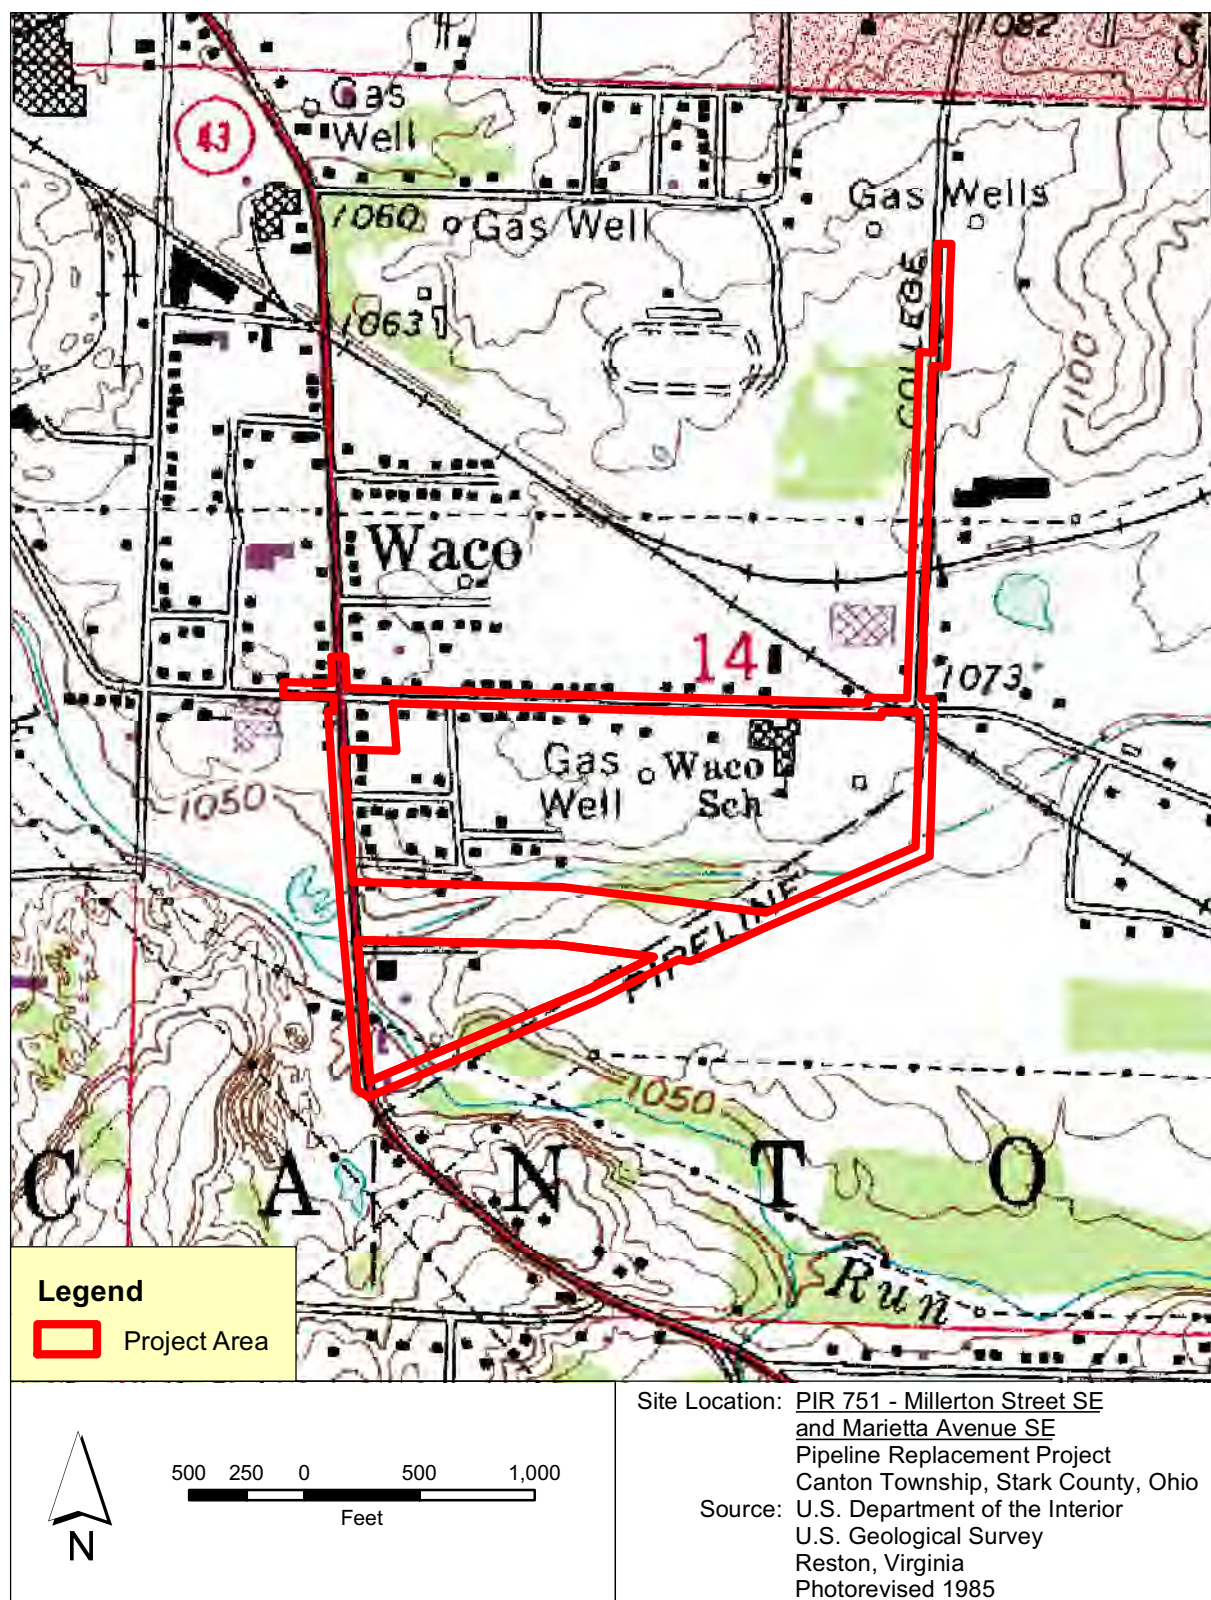 1082
CA
Gas
Well
43
1060
Gas Well
Gas Wells
1063
COLLEGE
1100
Waco
14
1073
Gas
Well
Waco
Sch
1050
PIPELINE
1050
C A N T O
Run
Legend
Project Area
Site Location: PIR 751 - Millerton Street SE
and Marietta Avenue SE
Pipeline Replacement Project
Canton Township, Stark County, Ohio
Source: U.S. Department of the Interior
U.S. Geological Survey
Reston, Virginia
Photorevised 1985
500 250 0 500 1,000
Feet
N